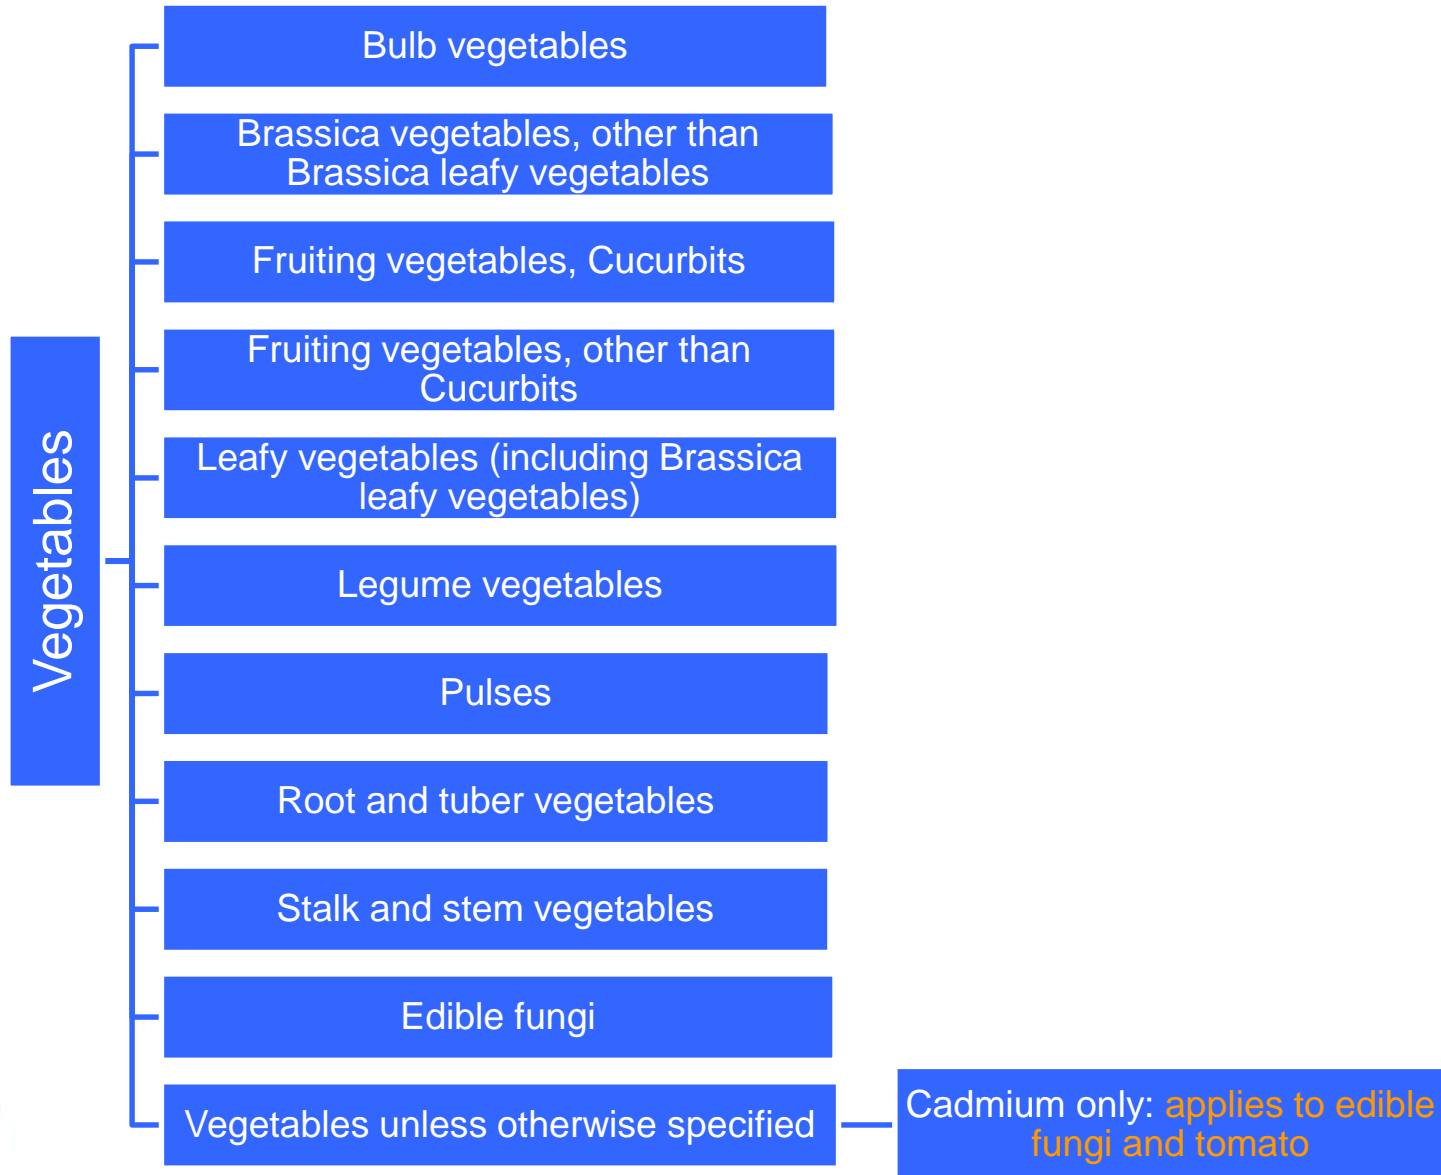 Vegetables
Bulb vegetables
Brassica vegetables, other than
Brassica leafy vegetables
Fruiting vegetables, Cucurbits
Fruiting vegetables, other than
Cucurbits
Leafy vegetables (including Brassica
leafy vegetables)
Legume vegetables
Pulses
Root and tuber vegetables
Stalk and stem vegetables
Edible fungi
Vegetables unless otherwise specified
Cadmium only: applies to edible
fungi and tomato